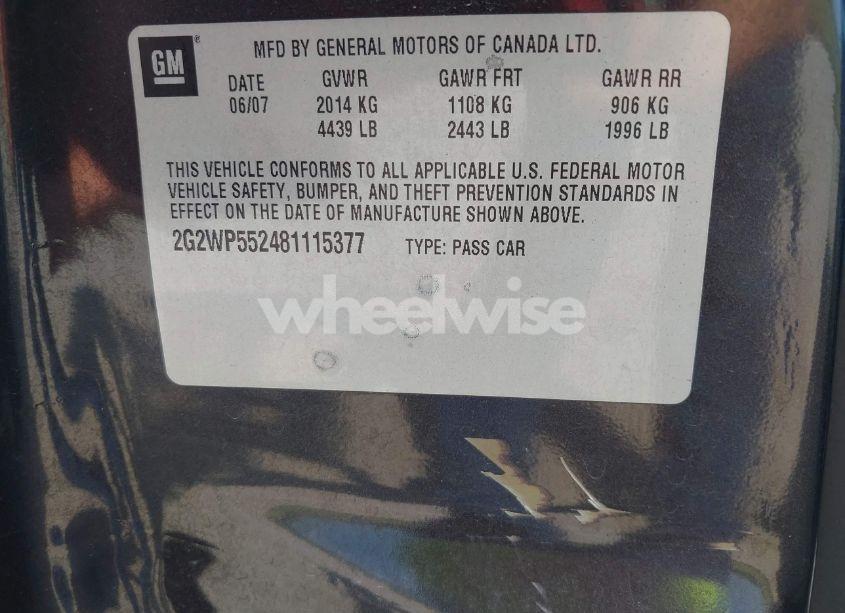 GM ® MFD BY GENERAL MOTORS OF CANADA LTD.
DATE GVWR GAWR FRT GAWR RR
06/07 2014 KG 1108 KG 906 KG
4439 LB 2443 LB 1996 LB
THIS VEHICLE CONFORMS TO ALL APPLICABLE U.S. FEDERAL MOTOR
VEHICLE SAFETY, BUMPER, AND THEFT PREVENTION STANDARDS IN
EFFECT ON THE DATE OF MANUFACTURE SHOWN ABOVE.
2G2WP552481115377 TYPE: PASS CAR
wheelwise